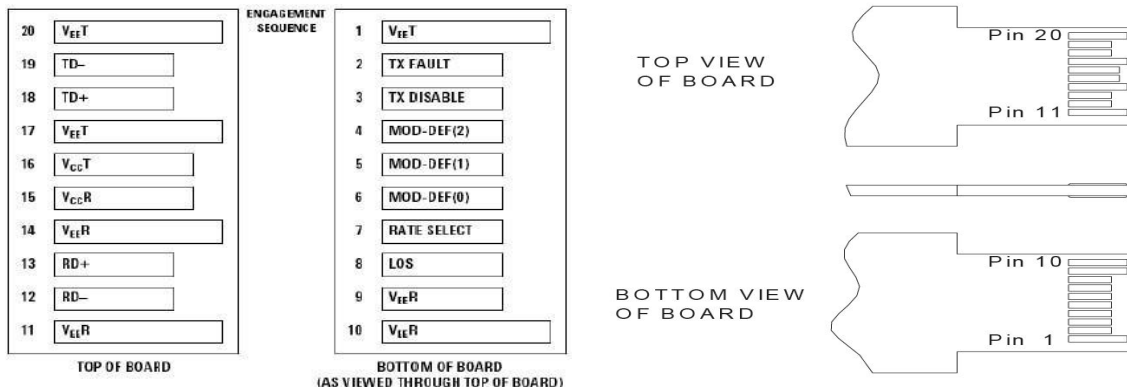 ENGAGEMENT
SEQUENCE
20 VEET
19 TD–
18 TD+
17 VEET
16 VCCT
15 VCCR
14 VEER
13 RD+
12 RD–
11 VEER
TOP OF BOARD
1 VEET
2 TX FAULT
3 TX DISABLE
4 MOD-DEF(2)
5 MOD-DEF(1)
6 MOD-DEF(0)
7 RATE SELECT
8 LOS
9 VEER
10 VEER
BOTTOM OF BOARD
(AS VIEWED THROUGH TOP OF BOARD)
TOP VIEW
OF BOARD
Pin 20
Pin 11
BOTTOM VIEW
OF BOARD
Pin 10
Pin 1